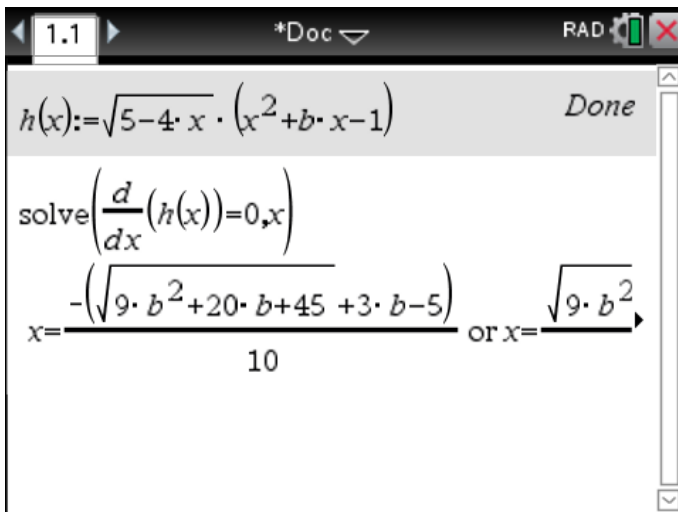 1.1 *Doc RAD
h(x):=√(5-4·x)·(x²+b·x-1) Done
solve(d/dx(h(x))=0,x)
x=-(√(9·b²+20·b+45)+3·b-5)/10 or x=√(9·b²